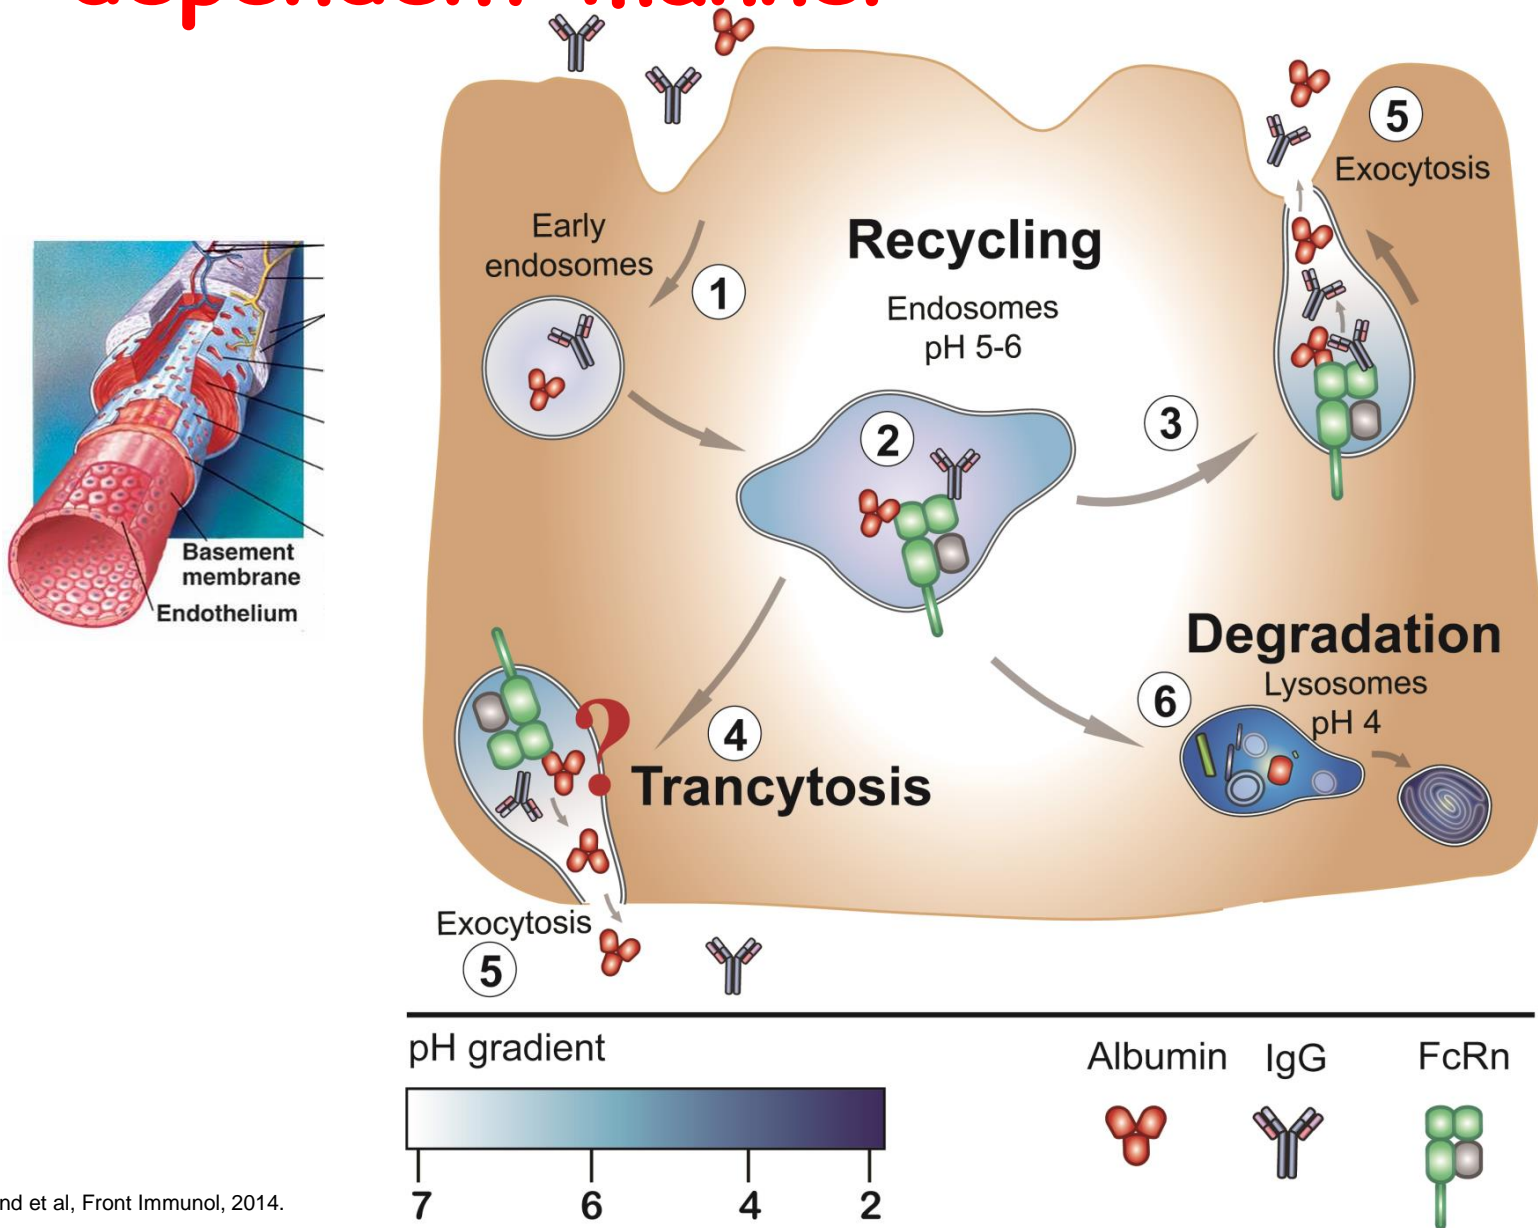 5
Exocytosis
Early
endosomes
Recycling
1
Endosomes
pH 5-6
3
2
Basement
membrane
Endothelium
Degradation
6
Lysosomes
pH 4
?
4
Trancytosis
Exocytosis
5
pH gradient
Albumin
IgG
FcRn
7
6
4
2
nd et al, Front Immunol, 2014.